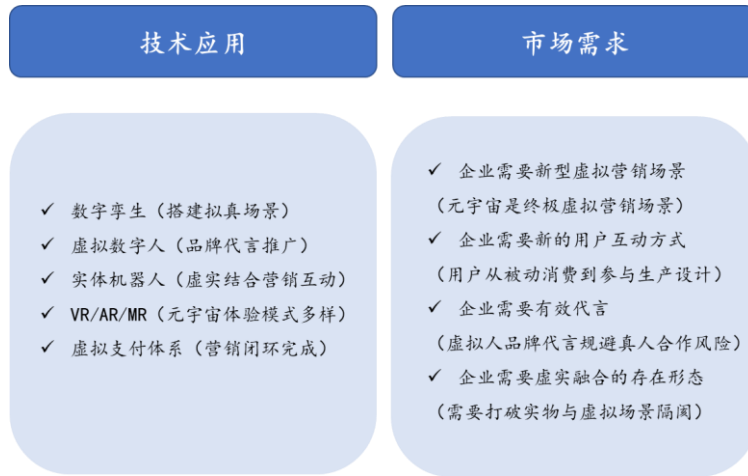 技术应用
✓ 数字孪生（搭建拟真场景）
✓ 虚拟数字人（品牌代言推广）
✓ 实体机器人（虚实结合营销互动）
✓ VR/AR/MR（元宇宙体验模式多样）
✓ 虚拟支付体系（营销闭环完成）
市场需求
✓ 企业需要新型虚拟营销场景
（元宇宙是终极虚拟营销场景）
✓ 企业需要新的用户互动方式
（用户从被动消费到参与生产设计）
✓ 企业需要有效代言
（虚拟人品牌代言规避真人合作风险）
✓ 企业需要虚实融合的存在形态
（需要打破实物与虚拟场景隔阂）